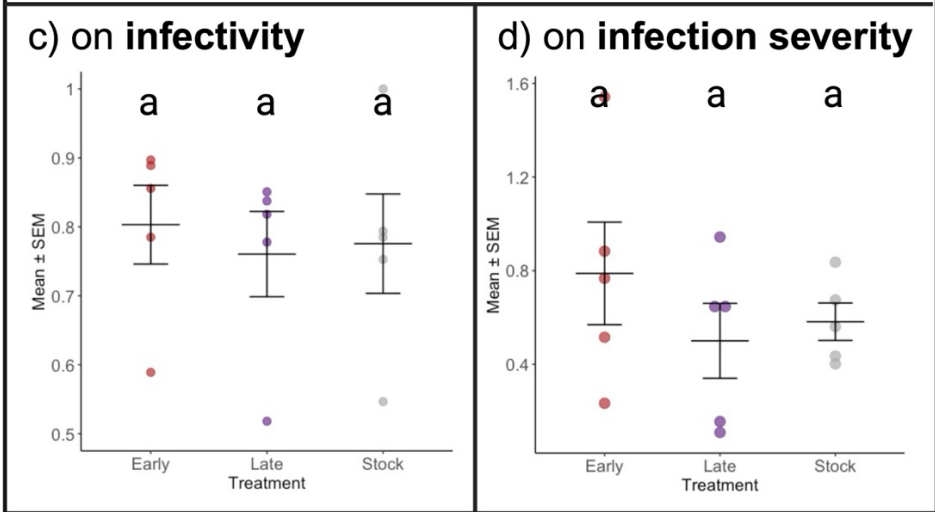 c) on infectivity
a a a
1
0.9
0.8
0.7
0.6
0.5
Mean ± SEM
Early Late Stock
Treatment
d) on infection severity
a a a
1.6
1.2
0.8
0.4
Mean ± SEM
Early Late Stock
Treatment